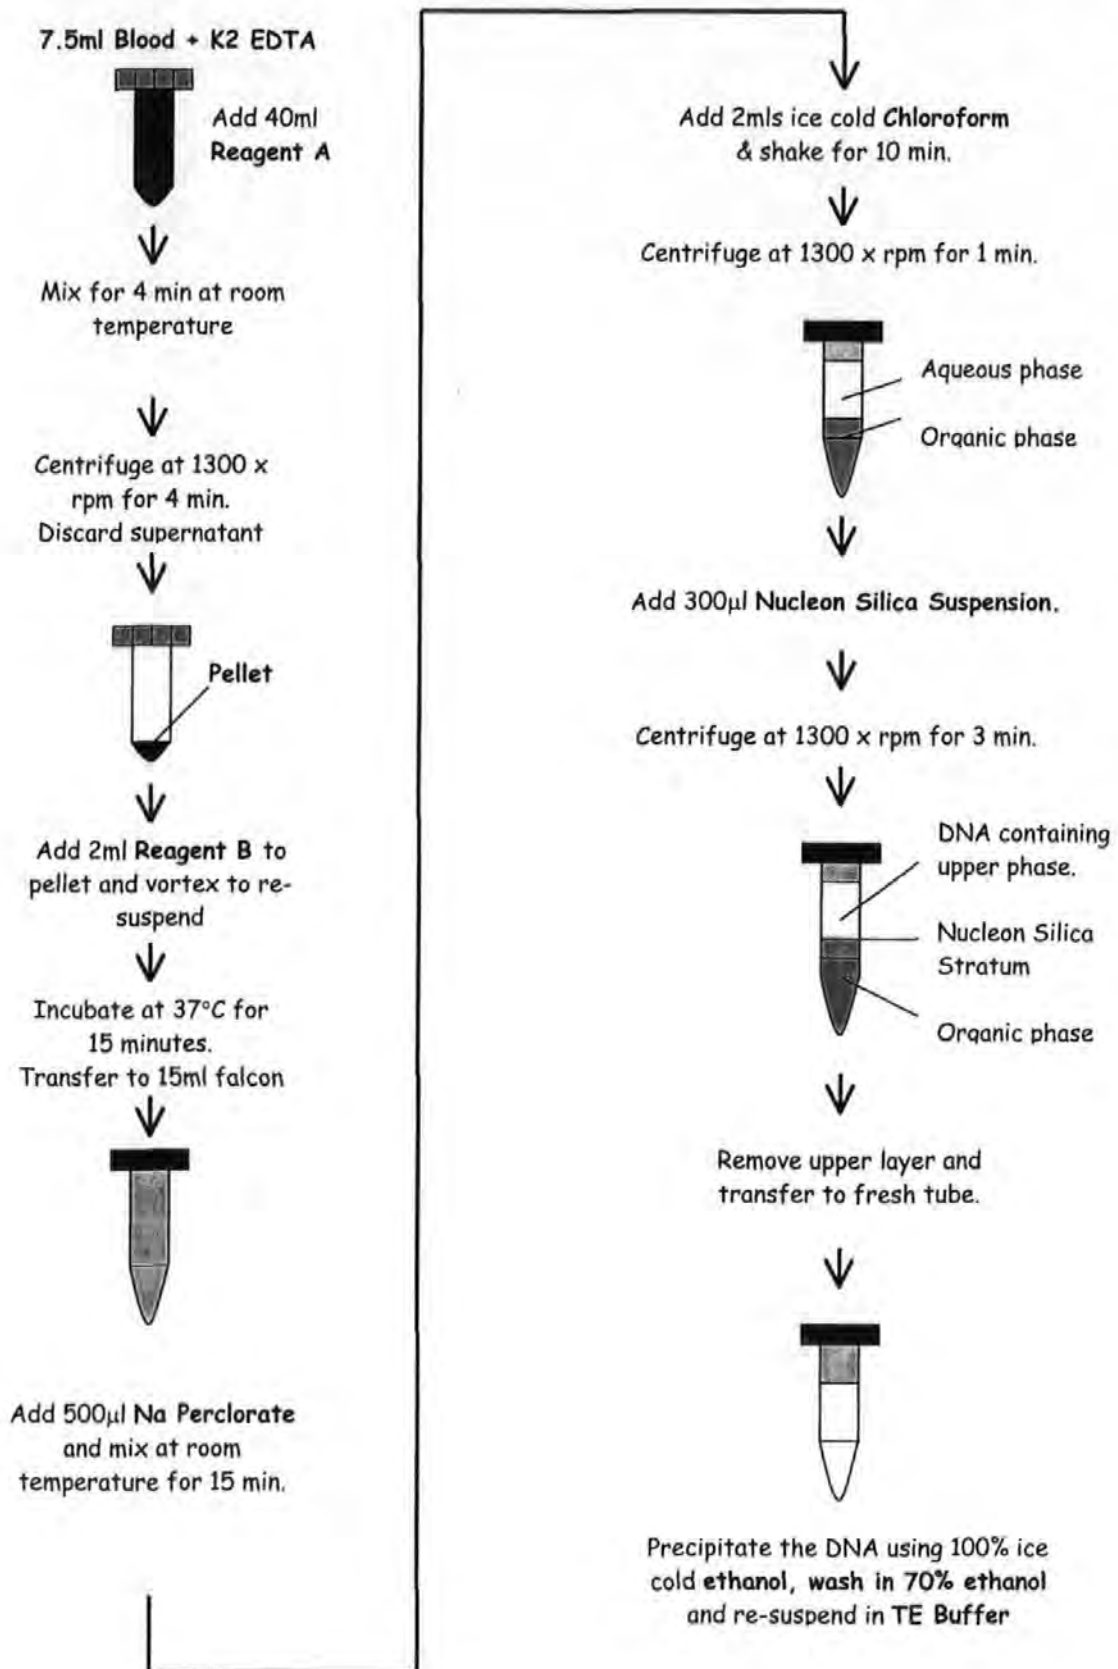 7.5ml Blood + K2 EDTA
Add 40ml
Reagent A
Mix for 4 min at room
temperature
Centrifuge at 1300 x
rpm for 4 min.
Discard supernatant
Pellet
Add 2ml Reagent B to
pellet and vortex to re-
suspend
Incubate at 37°C for
15 minutes.
Transfer to 15ml falcon
Add 500µl Na Perclorate
and mix at room
temperature for 15 min.
Add 2mls ice cold Chloroform
& shake for 10 min.
Centrifuge at 1300 x rpm for 1 min.
Aqueous phase
Organic phase
Add 300µl Nucleon Silica Suspension.
Centrifuge at 1300 x rpm for 3 min.
DNA containing
upper phase.
Nucleon Silica
Stratum
Organic phase
Remove upper layer and
transfer to fresh tube.
Precipitate the DNA using 100% ice
cold ethanol, wash in 70% ethanol
and re-suspend in TE Buffer